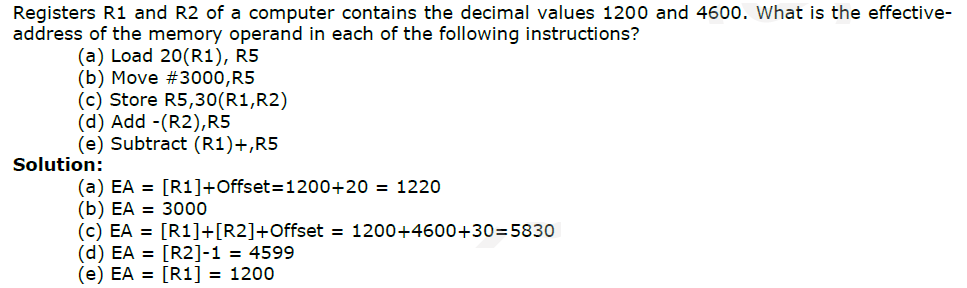 Registers R1 and R2 of a computer contains the decimal values 1200 and 4600. What is the effective-
address of the memory operand in each of the following instructions?
(a) Load 20(R1), R5
(b) Move #3000,R5
(c) Store R5,30(R1,R2)
(d) Add -(R2),R5
(e) Subtract (R1)+,R5
Solution:
(a) EA = [R1]+Offset=1200+20 = 1220
(b) EA = 3000
(c) EA = [R1]+[R2]+Offset = 1200+4600+30=5830
(d) EA = [R2]-1 = 4599
(e) EA = [R1] = 1200